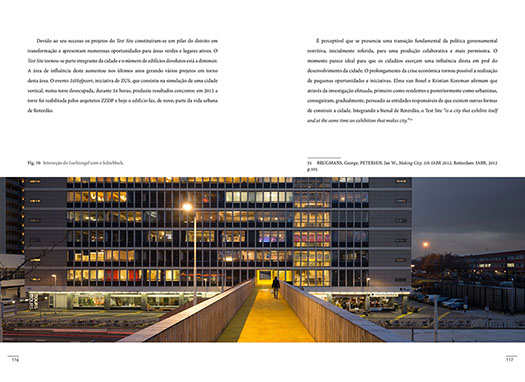 Devido ao seu sucesso os projetos do Test Site constituíram-se um pilar do distrito em
transformação e apresentam numerosas oportunidades para áreas verdes e lugares ativos. O
Test Site tornou-se parte integrante da cidade e o número de edifícios devolutos está a diminuir.
A área de influência deste aumentou nos últimos anos gerando vários projetos em torno
desta área. O evento 24Hofpoort, iniciativa de ZUS, que consistia na simulação de uma cidade
vertical, numa torre desocupada, durante 24 horas, produziu resultados concretos: em 2015 a
torre foi reabilitada pelos arquitetos ZZDP e hoje o edifício faz, de novo, parte da vida urbana
de Roterdão.
Fig. 70 Interação do Luchtsingel com o Schieblock.
É perceptível que se presencia uma transição fundamental da política governamental
restritiva, inicialmente referida, para uma produção colaborativa e mais permissiva. O
momento parece ideal para que os cidadãos exerçam uma influência direta em prol do
desenvolvimento da cidade. O prolongamento da crise económica tornou possível a realização
de pequenas oportunidades e iniciativas. Elma van Boxel e Kristian Koreman afirmam que
através da investigação efetuada, primeiro como residentes e posteriormente como urbanistas,
conseguiram, gradualmente, persuadir as entidades responsáveis de que existem outras formas
de construir a cidade. Integrando a bienal de Roterdão, o Test Site "is a city that exhibits itself
and at the same time an exhibition that makes city."
BRUGMANS, George; PETERSEN, Jan W., Making City: 5th IABR 2012. Rotterdam: IABR, 2012
p.105
116
117